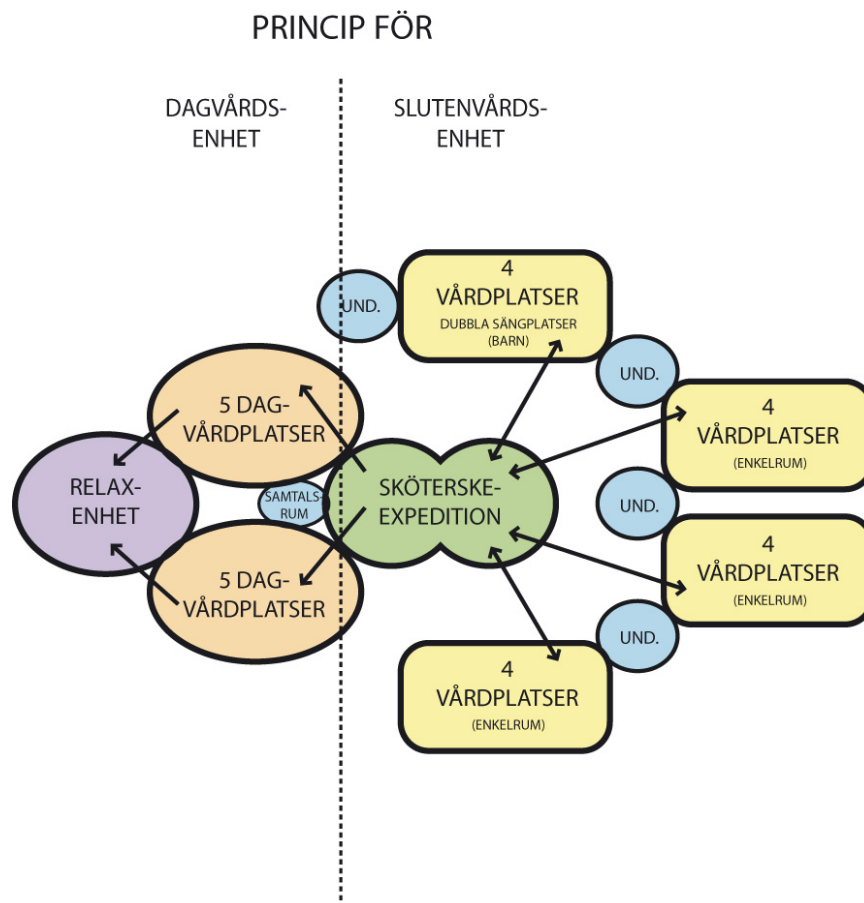 PRINCIP FÖR
DAGVÅRDS-
ENHET
SLUTENVÅRDS-
ENHET
UND.
4
VÅRDPLATSER
DUBBLA SÄNGPLATSER
(BARN)
UND.
5 DAG-
VÅRDPLATSER
4
VÅRDPLATSER
(ENKELRUM)
RELAX-
ENHET
SAMTALS-
RUM
SKÖTERSKE-
EXPEDITION
UND.
5 DAG-
VÅRDPLATSER
4
VÅRDPLATSER
(ENKELRUM)
UND.
4
VÅRDPLATSER
(ENKELRUM)